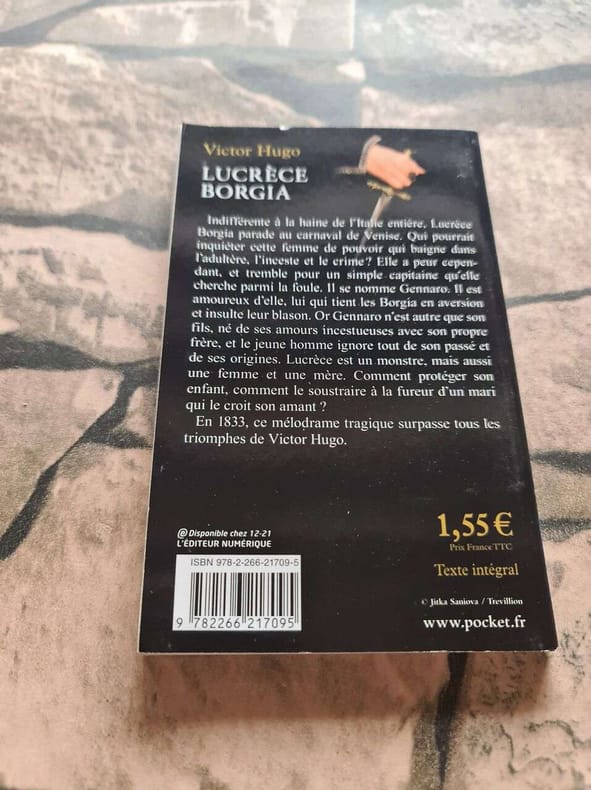 Victor Hugo
LUCRÈCE
BORGIA
Indifférente à la haine de l'Italie entière, Lucrèce
Borgia parade au carnaval de Venise. Qui pourrait
inquiéter cette femme de pouvoir qui baigne dans
l'adultère, l'inceste et le crime ? Elle a peur cepen-
dant, et tremble pour un simple capitaine qu'elle
cherche parmi la foule. Il se nomme Gennaro. Il est
amoureux d'elle, lui qui tient les Borgia en aversion
et insulte leur blason. Or Gennaro n'est autre que son
fils, né de ses amours incestueuses avec son propre
frère, et le jeune homme ignore tout de son passé et
de ses origines. Lucrèce est un monstre, mais aussi
une femme et une mère. Comment protéger son
enfant, comment le soustraire à la fureur d'un mari
qui le croit son amant ?
En 1833, ce mélodrame tragique surpasse tous les
triomphes de Victor Hugo.
@ Disponible chez 12-21
L'ÉDITEUR NUMÉRIQUE
ISBN 978-2-266-21709-5
9 782266 217095
1,55 €
Prix France TTC
Texte intégral
© Jitka Saniova / Trevillion
www.pocket.fr